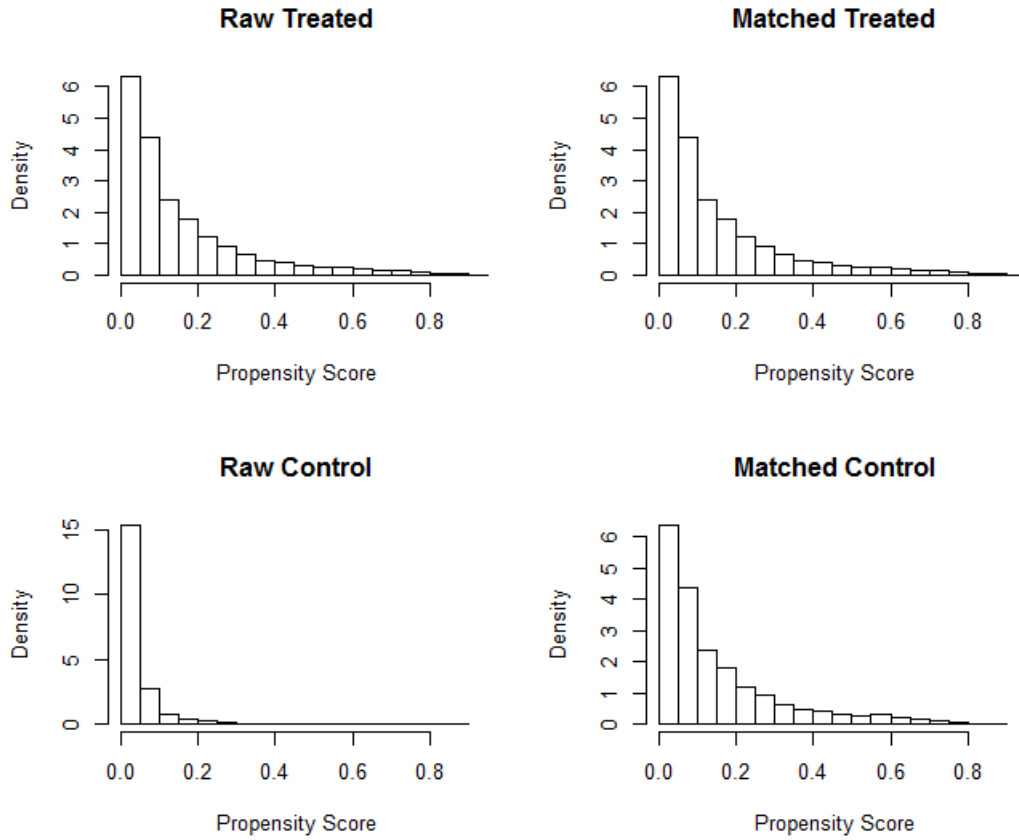 Raw Treated
Matched Treated
Density
0 1 2 3 4 5 6
0.0 0.2 0.4 0.6 0.8
Propensity Score
Density
0 1 2 3 4 5 6
0.0 0.2 0.4 0.6 0.8
Propensity Score
Raw Control
Matched Control
Density
0 5 10 15
0.0 0.2 0.4 0.6 0.8
Propensity Score
Density
0 1 2 3 4 5 6
0.0 0.2 0.4 0.6 0.8
Propensity Score